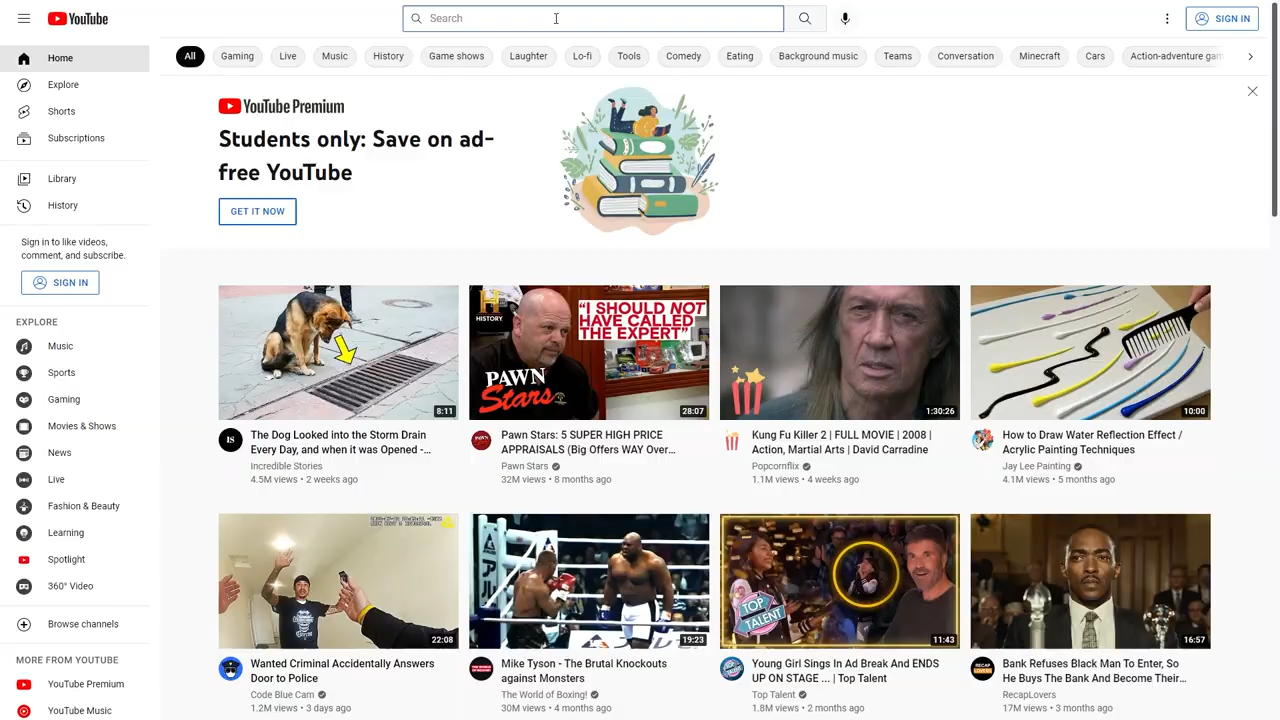 YouTube
Search
SIGN IN
Home
Explore
Shorts
Subscriptions
Library
History
Sign in to like videos,
comment, and subscribe.
SIGN IN
EXPLORE
Music
Sports
Gaming
Movies & Shows
News
Live
Fashion & Beauty
Learning
Spotlight
360° Video
Browse channels
MORE FROM YOUTUBE
YouTube Premium
YouTube Music
All Gaming Live Music History Game shows Laughter Lo-fi Tools Comedy Eating Background music Teams Conversation Minecraft Cars Action-adventure gam
YouTube Premium
Students only: Save on ad-
free YouTube
GET IT NOW
8:11
The Dog Looked into the Storm Drain
Every Day, and when it was Opened -...
IS
Incredible Stories
4.5M views • 2 weeks ago
H
HISTORY
"I SHOULD NOT
HAVE CALLED
THE EXPERT"
PAWN
Stars
28:07
Pawn Stars: 5 SUPER HIGH PRICE
APPRAISALS (Big Offers WAY Over...
Pawn Stars
32M views • 8 months ago
1:30:26
Kung Fu Killer 2 | FULL MOVIE | 2008 |
Action, Martial Arts | David Carradine
Popcornflix
1.1M views • 4 weeks ago
10:00
How to Draw Water Reflection Effect /
Acrylic Painting Techniques
Jay Lee Painting
4.1M views • 5 months ago
22:08
Wanted Criminal Accidentally Answers
Door to Police
Code Blue Cam
1.2M views • 3 days ago
19:23
Mike Tyson - The Brutal Knockouts
against Monsters
The World of Boxing!
30M views • 4 months ago
TOP
TALENT
11:43
Young Girl Sings In Ad Break And ENDS
UP ON STAGE ... | Top Talent
Top Talent
1.8M views • 2 months ago
16:57
Bank Refuses Black Man To Enter, So
He Buys The Bank And Become Their...
RECAP
LOVERS
RecapLovers
17M views • 3 months ago